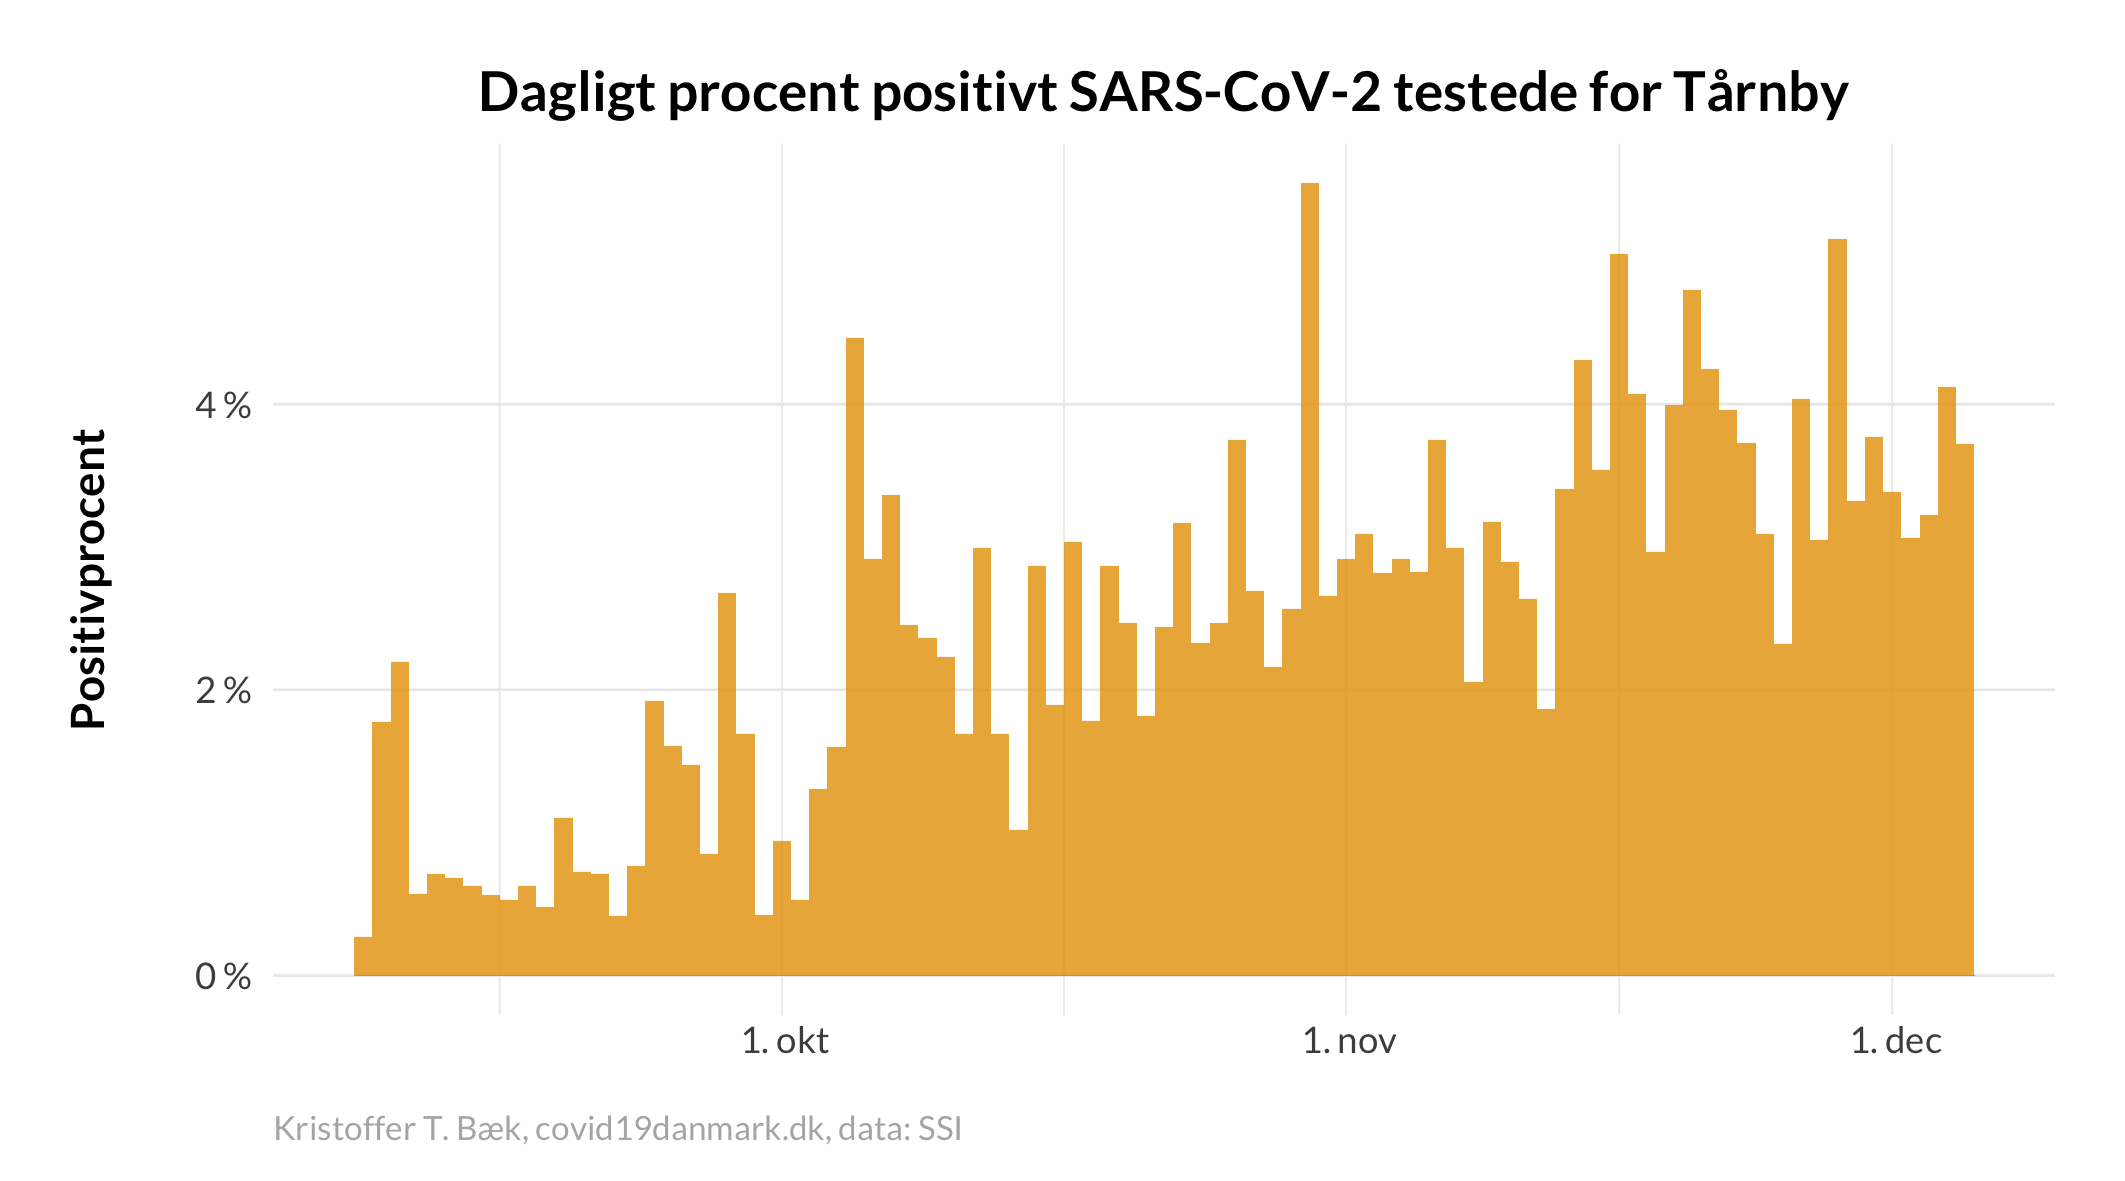 Dagligt procent positivt SARS-CoV-2 testede for Tårnby
Positivprocent
4 %
2 %
0 %
1. okt
1. nov
1. dec
Kristoffer T. Bæk, covid19danmark.dk, data: SSI